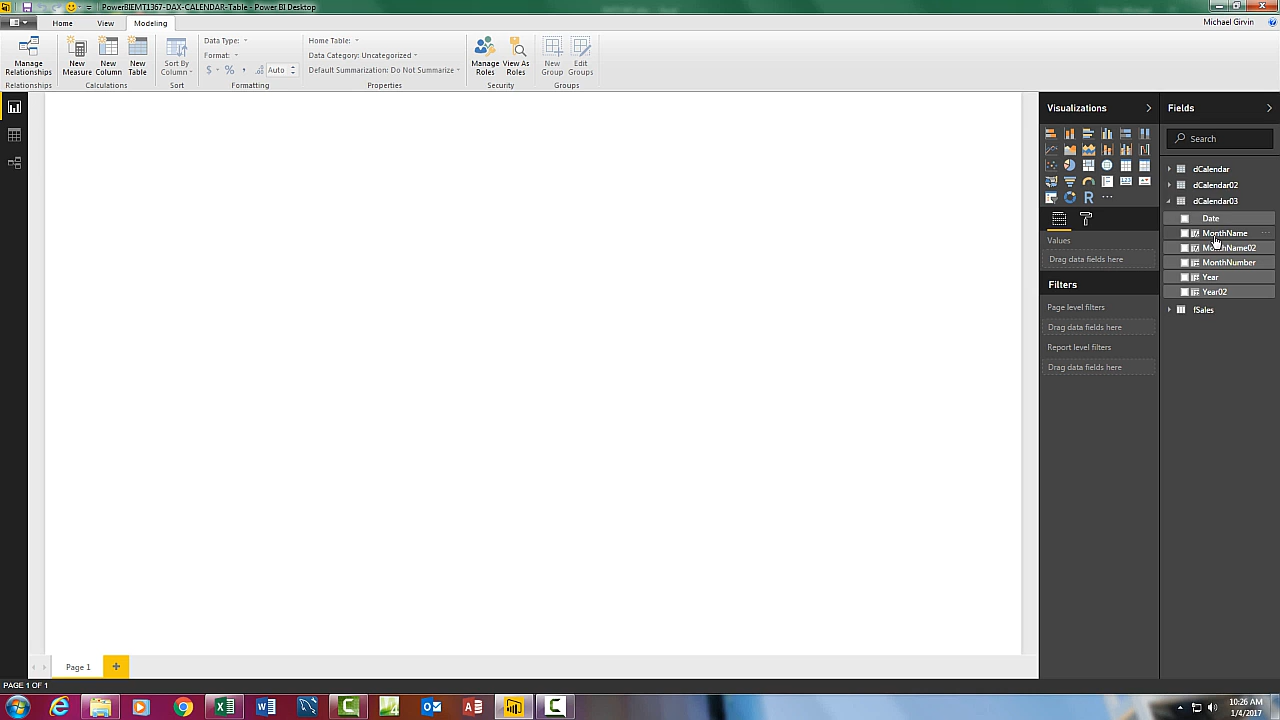 PowerBIEMT1367-DAX-CALENDAR-Table - Power BI Desktop
Home
View
Modeling
Michael Girvin
Manage Relationships
New Measure
New Column
New Table
Sort By Column
Data Type:
Format:
$ % , Auto
Home Table:
Data Category: Uncategorized
Default Summarization: Do Not Summarize
Manage Roles
View As Roles
New Group
Edit Groups
Relationships
Calculations
Sort
Formatting
Properties
Security
Groups
Visualizations
R
Values
Drag data fields here
Filters
Page level filters
Drag data fields here
Report level filters
Drag data fields here
Fields
Search
dCalendar
dCalendar02
dCalendar03
Date
MonthName
MonthName02
MonthNumber
Year
Year02
fSales
Page 1
PAGE 1 OF 1
10:26 AM
1/4/2017